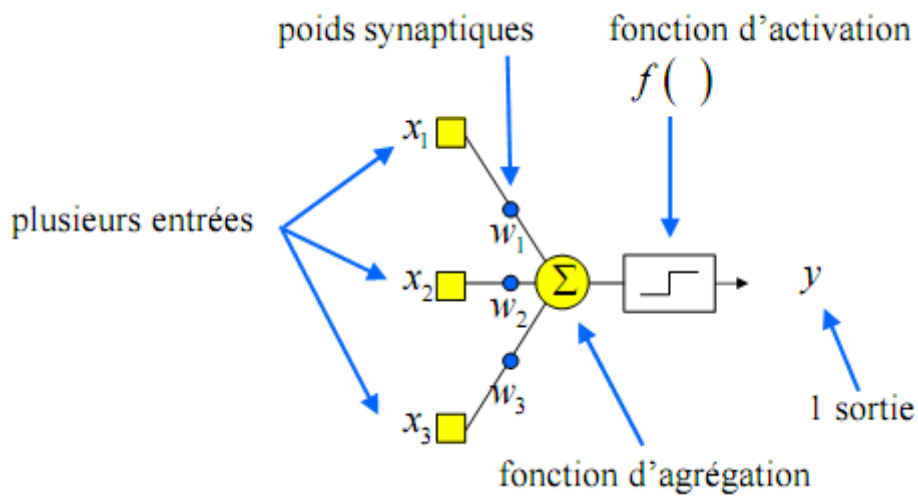 poids synaptiques
fonction d'activation
f( )
x1
plusieurs entrées
w1
x2
Σ
y
w2
w3
x3
1 sortie
fonction d'agrégation